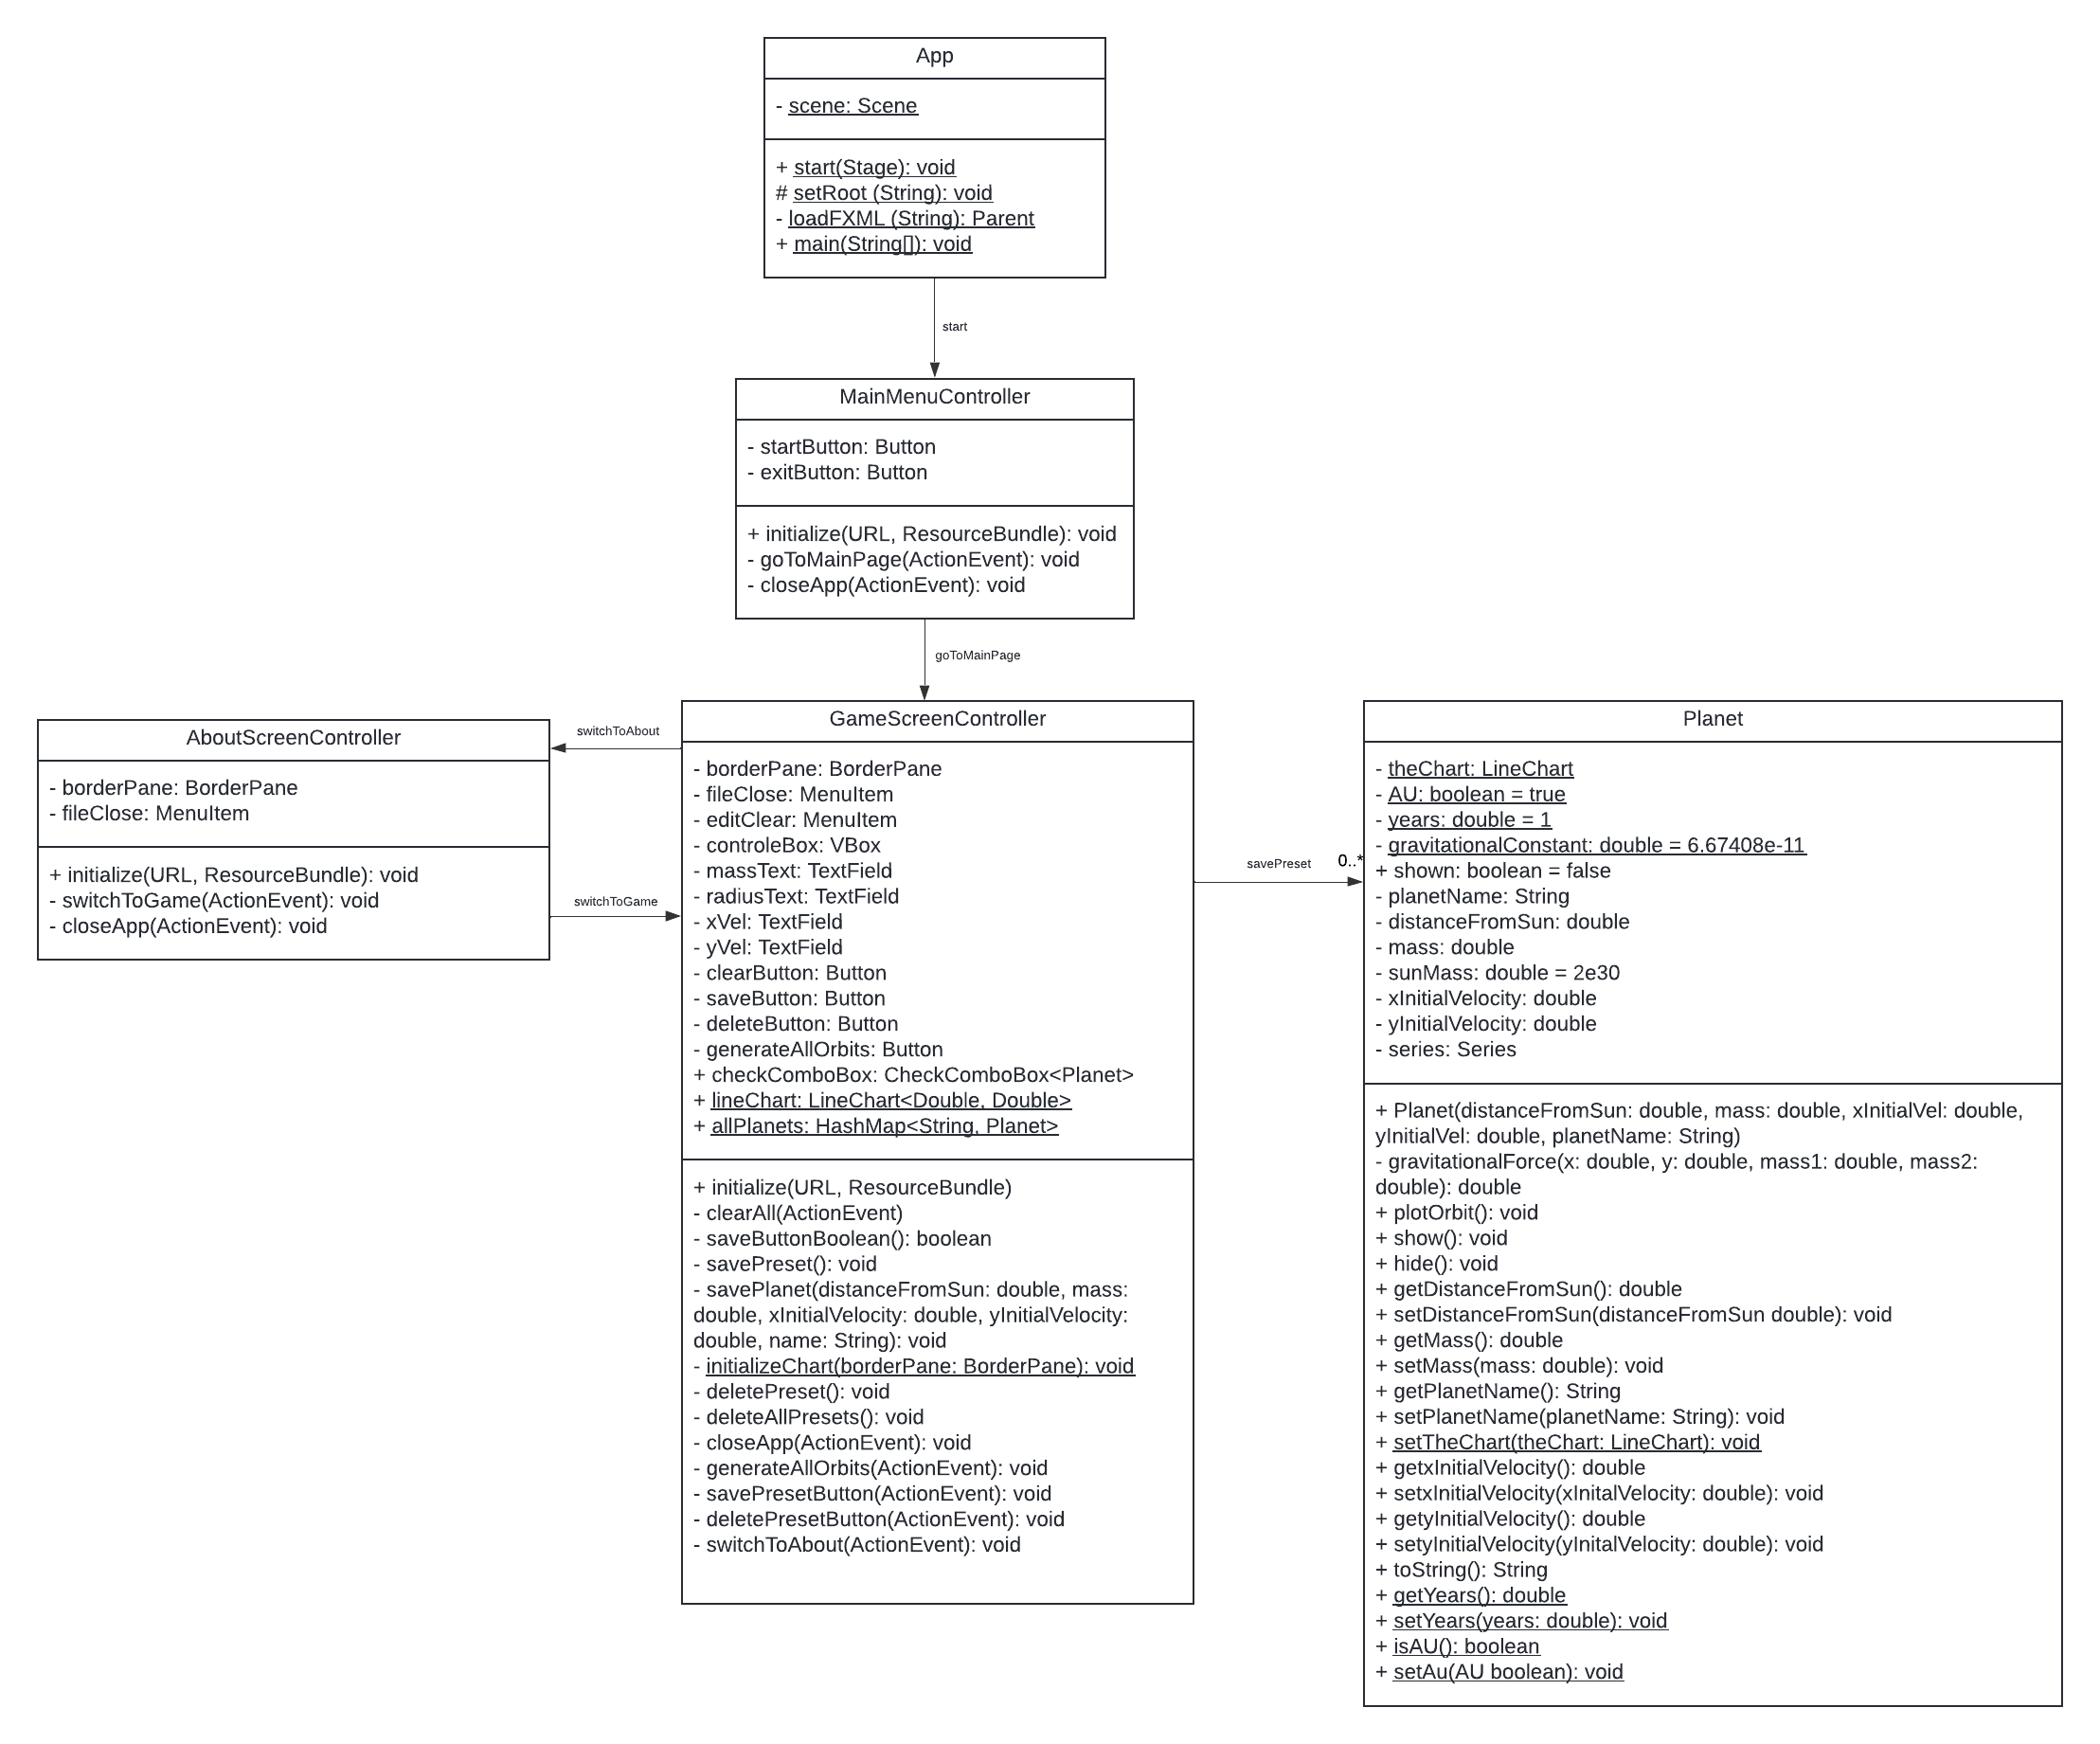 App
- scene: Scene
+ start(Stage): void
# setRoot (String): void
- loadFXML (String): Parent
+ main(String[]): void
start
MainMenuController
- startButton: Button
- exitButton: Button
+ initialize(URL, ResourceBundle): void
- goToMainPage(ActionEvent): void
- closeApp(ActionEvent): void
goToMainPage
AboutScreenController
- borderPane: BorderPane
- fileClose: MenuItem
+ initialize(URL, ResourceBundle): void
- switchToGame(ActionEvent): void
- closeApp(ActionEvent): void
switchToAbout
switchToGame
GameScreenController
- borderPane: BorderPane
- fileClose: MenuItem
- editClear: MenuItem
- controleBox: VBox
- massText: TextField
- radiusText: TextField
- xVel: TextField
- yVel: TextField
- clearButton: Button
- saveButton: Button
- deleteButton: Button
- generateAllOrbits: Button
+ checkComboBox: CheckComboBox<Planet>
+ lineChart: LineChart<Double, Double>
+ allPlanets: HashMap<String, Planet>
+ initialize(URL, ResourceBundle)
- clearAll(ActionEvent)
- saveButtonBoolean(): boolean
- savePreset(): void
- savePlanet(distanceFromSun: double, mass:
double, xInitialVelocity: double, yInitialVelocity:
double, name: String): void
- initializeChart(borderPane: BorderPane): void
- deletePreset(): void
- deleteAllPresets(): void
- closeApp(ActionEvent): void
- generateAllOrbits(ActionEvent): void
- savePresetButton(ActionEvent): void
- deletePresetButton(ActionEvent): void
- switchToAbout(ActionEvent): void
savePreset
0..*
Planet
- theChart: LineChart
- AU: boolean = true
- years: double = 1
- gravitationalConstant: double = 6.67408e-11
+ shown: boolean = false
- planetName: String
- distanceFromSun: double
- mass: double
- sunMass: double = 2e30
- xInitialVelocity: double
- yInitialVelocity: double
- series: Series
+ Planet(distanceFromSun: double, mass: double, xInitialVel: double,
yInitialVel: double, planetName: String)
- gravitationalForce(x: double, y: double, mass1: double, mass2:
double): double
+ plotOrbit(): void
+ show(): void
+ hide(): void
+ getDistanceFromSun(): double
+ setDistanceFromSun(distanceFromSun double): void
+ getMass(): double
+ setMass(mass: double): void
+ getPlanetName(): String
+ setPlanetName(planetName: String): void
+ setTheChart(theChart: LineChart): void
+ getxInitialVelocity(): double
+ setxInitialVelocity(xInitalVelocity: double): void
+ getyInitialVelocity(): double
+ setyInitialVelocity(yInitalVelocity: double): void
+ toString(): String
+ getYears(): double
+ setYears(years: double): void
+ isAU(): boolean
+ setAu(AU boolean): void